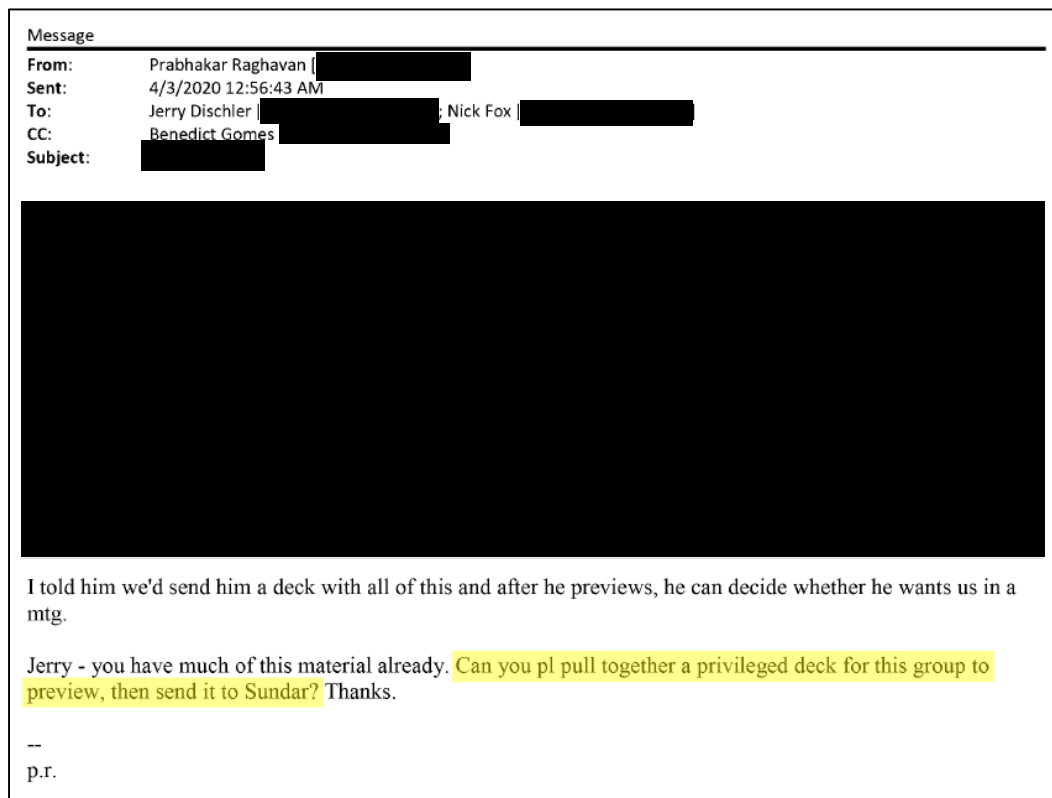 Message
From: Prabhakar Raghavan [
Sent: 4/3/2020 12:56:43 AM
To: Jerry Dischler [ ; Nick Fox [ ]
CC: Benedict Gomes
Subject:
I told him we'd send him a deck with all of this and after he previews, he can decide whether he wants us in a
mtg.
Jerry - you have much of this material already. Can you pl pull together a privileged deck for this group to
preview, then send it to Sundar? Thanks.
--
p.r.